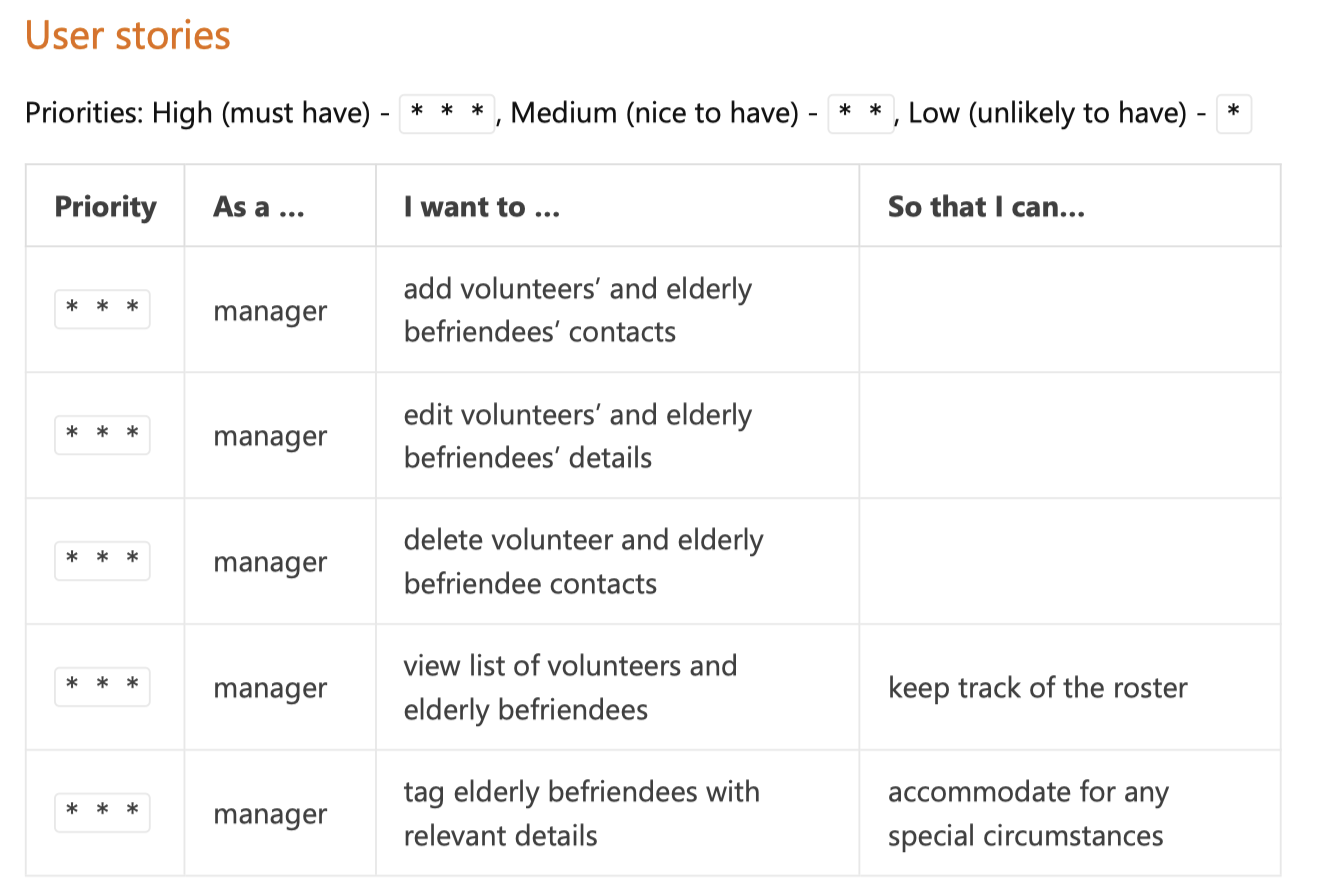 User stories
Priorities: High (must have) - * * *, Medium (nice to have) - * *, Low (unlikely to have) - *
Priority As a ... I want to ... So that I can...
* * * manager add volunteers’ and elderly
befriendees’ contacts
* * * manager edit volunteers’ and elderly
befriendees’ details
* * * manager delete volunteer and elderly
befriendee contacts
* * * manager view list of volunteers and
elderly befriendees keep track of the roster
* * * manager tag elderly befriendees with
relevant details accommodate for any
special circumstances